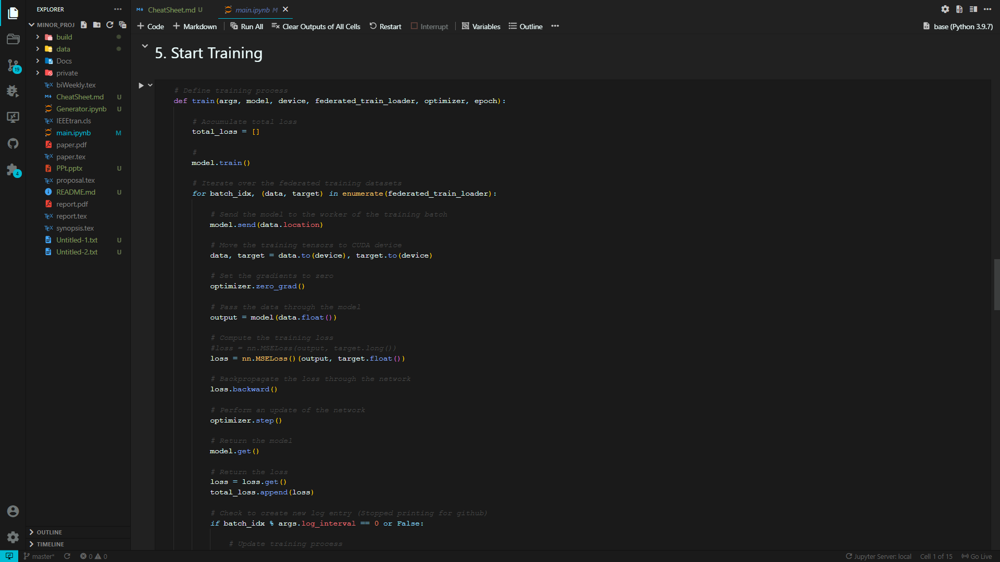 EXPLORER
MINOR_PROJ
build
data
Docs
private
biWeekly.tex
CheatSheet.md U
Generator.ipynb U
IEEEtran.cls
main.ipynb M
paper.pdf
paper.tex
PPt.pptx U
proposal.tex
README.md U
report.pdf
report.tex
synopsis.tex
Untitled-1.txt U
Untitled-2.txt U
OUTLINE
TIMELINE
19
4
CheatSheet.md U
main.ipynb M
Code
Markdown
Run All
Clear Outputs of All Cells
Restart
Interrupt
Variables
Outline
base (Python 3.9.7)
5. Start Training
# Define training process
def train(args, model, device, federated_train_loader, optimizer, epoch):
# Accumulate total loss
total_loss = []
#
model.train()
# Iterate over the federated training datasets
for batch_idx, (data, target) in enumerate(federated_train_loader):
# Send the model to the worker of the training batch
model.send(data.location)
# Move the training tensors to CUDA device
data, target = data.to(device), target.to(device)
# Set the gradients to zero
optimizer.zero_grad()
# Pass the data through the model
output = model(data.float())
# Compute the training loss
#loss = nn.MSELoss(output, target.long())
loss = nn.MSELoss()(output, target.float())
# Backpropagate the loss through the network
loss.backward()
# Perform an update of the network
optimizer.step()
# Return the model
model.get()
# Return the loss
loss = loss.get()
total_loss.append(loss)
# Check to create new log entry (Stopped printing for github)
if batch_idx % args.log_interval == 0 or False:
# Update training process
master*
0
0
Jupyter Server: local
Cell 1 of 15
Go Live